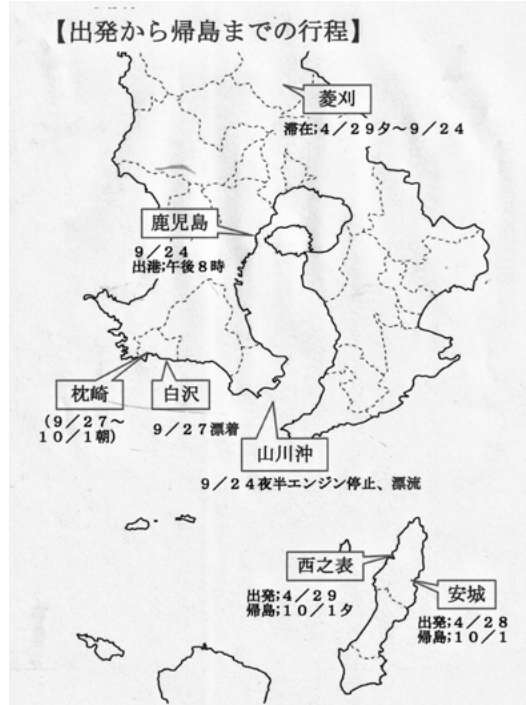 【出発から帰島までの行程】
菱刈
滞在;4/29夕~9/24
鹿児島
9/24
出港;午後8時
枕崎
(9/27~
10/1朝)
白沢
9/27漂着
山川沖
9/24夜半エンジン停止、漂流
西之表
出発;4/29
帰島;10/1夕
安城
出発;4/28
帰島;10/1